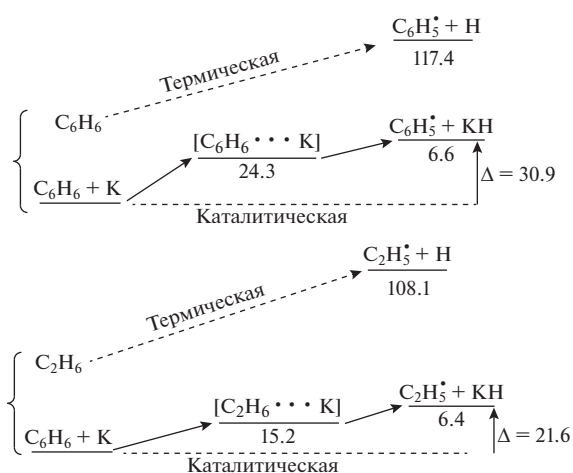 C₆H₅• + H
117.4
Термическая
C₆H₆
[C₆H₆ • • • K]
24.3
C₆H₅• + KH
6.6
C₆H₆ + K
Δ = 30.9
Каталитическая
C₂H₅• + H
108.1
Термическая
C₂H₆
[C₂H₆ • • • K]
15.2
C₂H₅• + KH
6.4
C₆H₆ + K
Δ = 21.6
Каталитическая